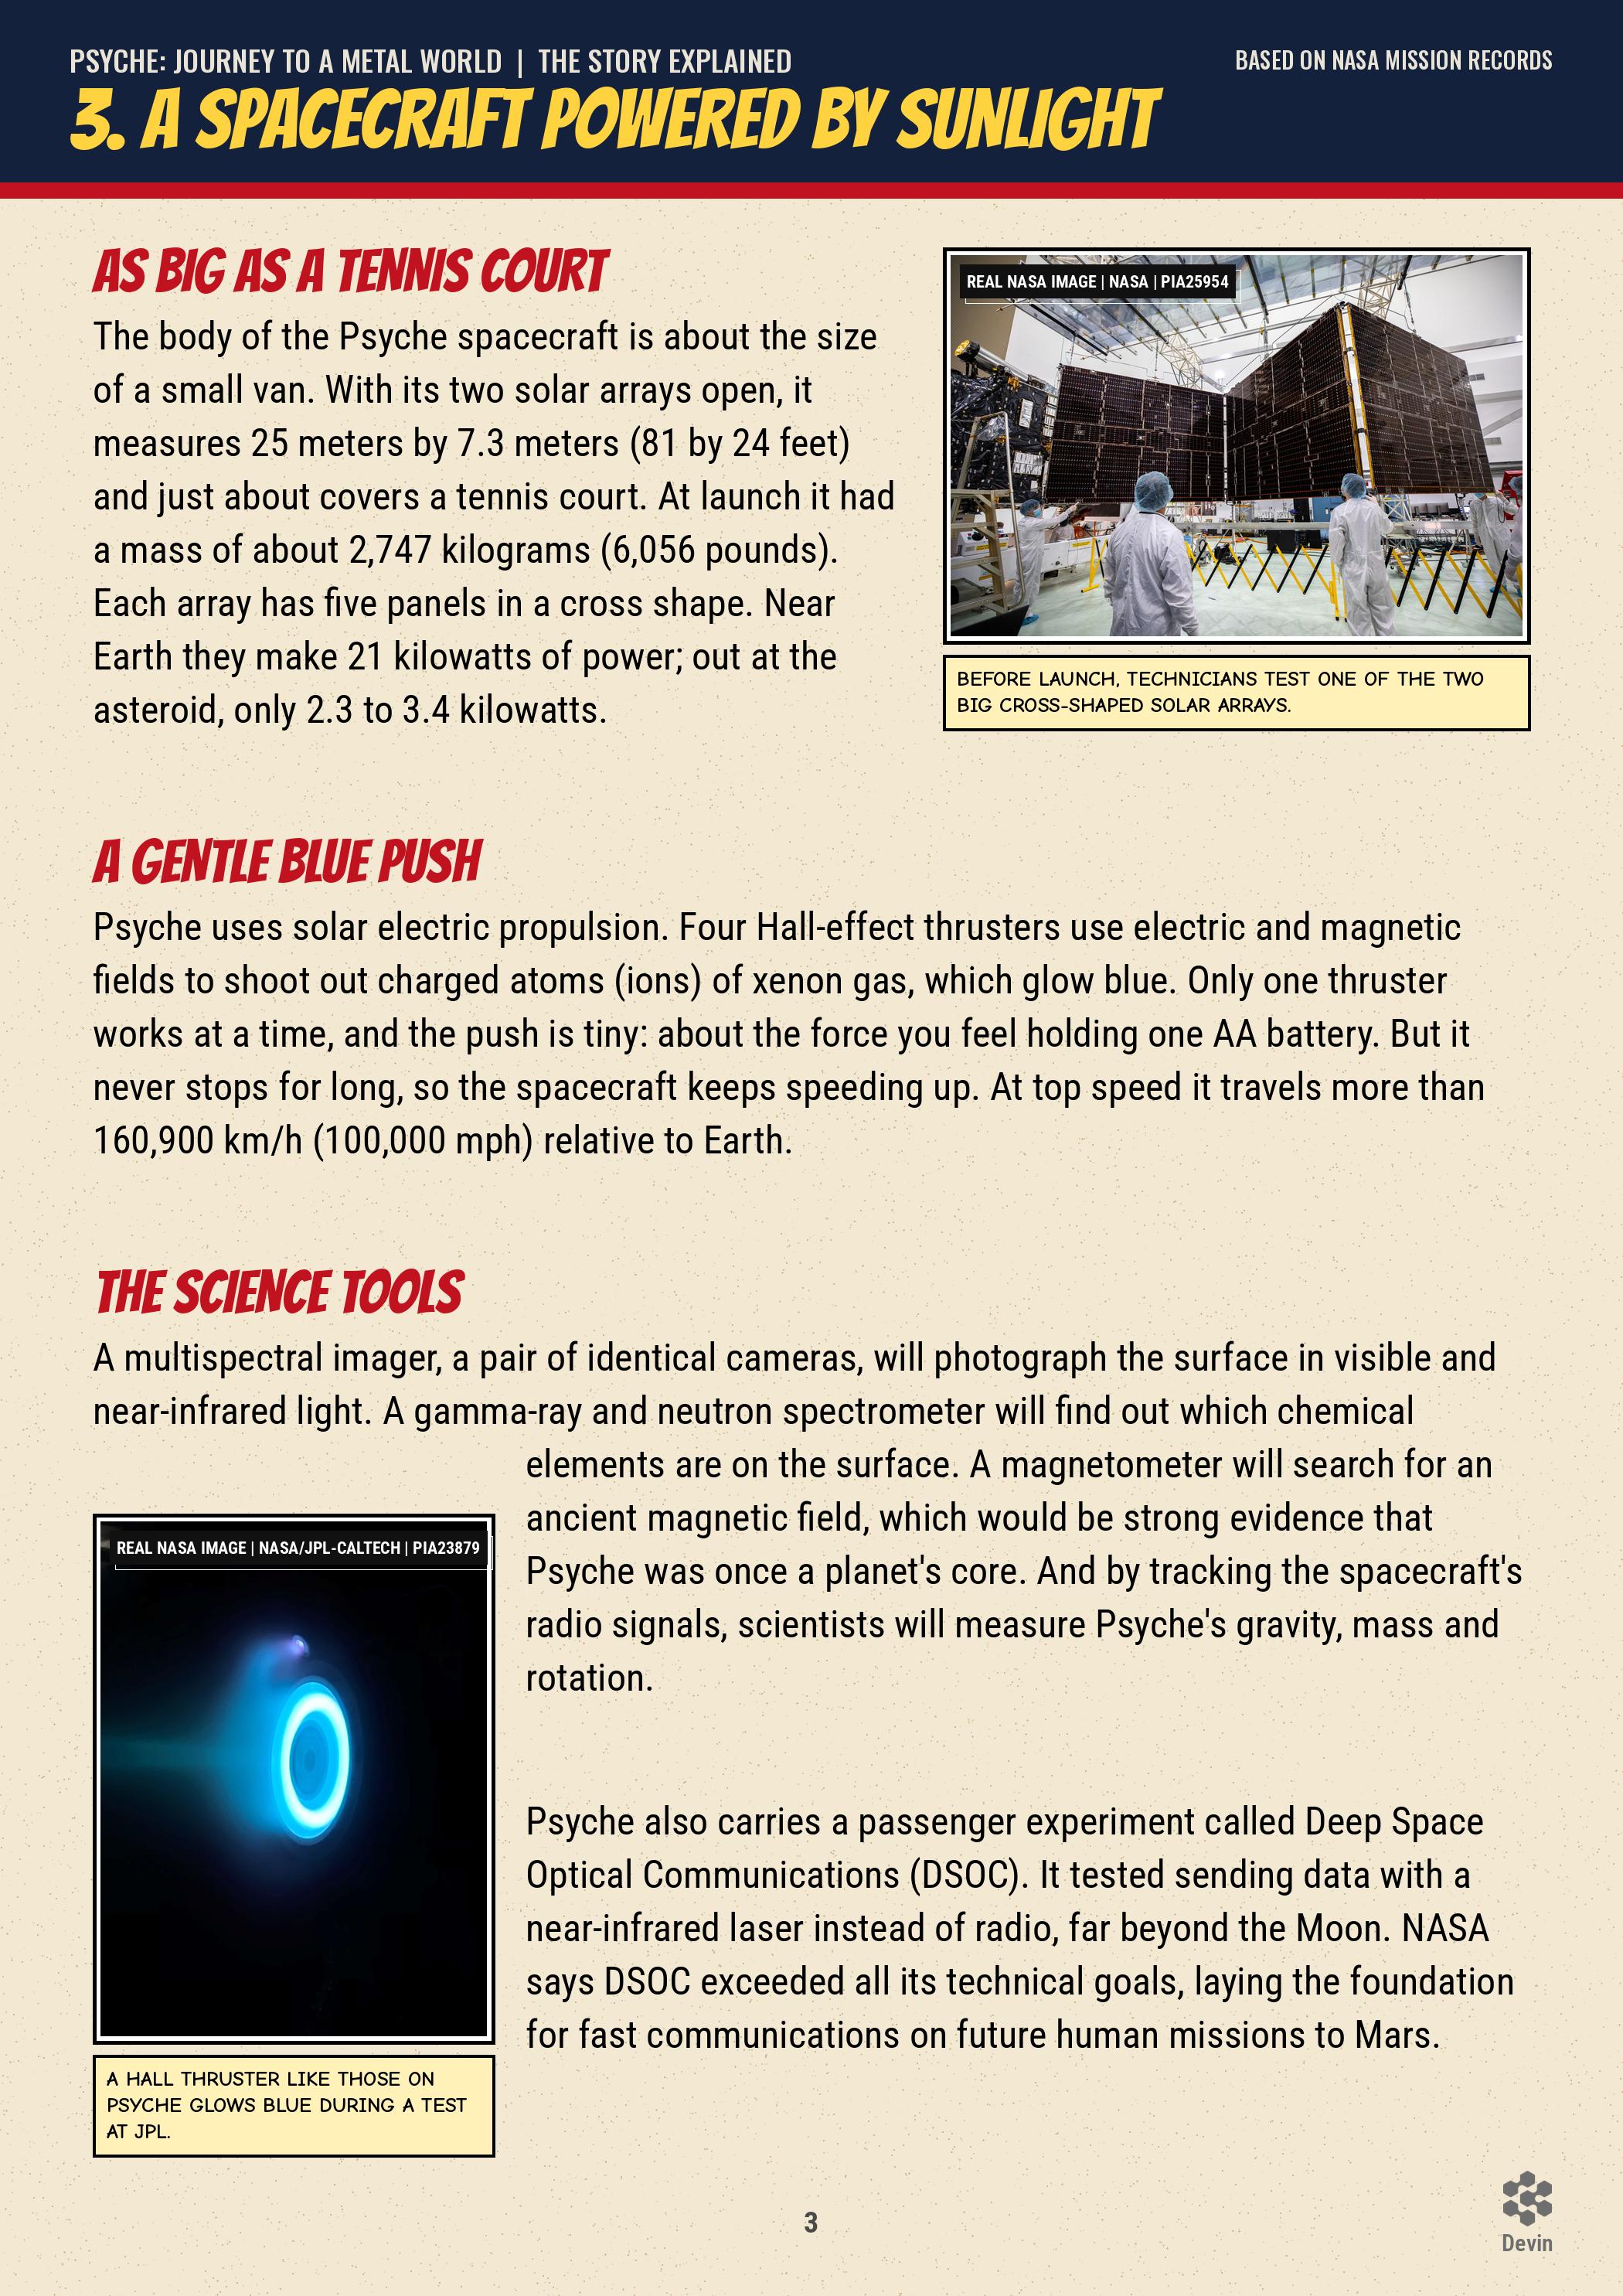 PSYCHE: JOURNEY TO A METAL WORLD | THE STORY EXPLAINED
BASED ON NASA MISSION RECORDS
3. A SPACECRAFT POWERED BY SUNLIGHT
AS BIG AS A TENNIS COURT
The body of the Psyche spacecraft is about the size
of a small van. With its two solar arrays open, it
measures 25 meters by 7.3 meters (81 by 24 feet)
and just about covers a tennis court. At launch it had
a mass of about 2,747 kilograms (6,056 pounds).
Each array has five panels in a cross shape. Near
Earth they make 21 kilowatts of power; out at the
asteroid, only 2.3 to 3.4 kilowatts.
REAL NASA IMAGE | NASA | PIA25954
BEFORE LAUNCH, TECHNICIANS TEST ONE OF THE TWO
BIG CROSS-SHAPED SOLAR ARRAYS.
A GENTLE BLUE PUSH
Psyche uses solar electric propulsion. Four Hall-effect thrusters use electric and magnetic
fields to shoot out charged atoms (ions) of xenon gas, which glow blue. Only one thruster
works at a time, and the push is tiny: about the force you feel holding one AA battery. But it
never stops for long, so the spacecraft keeps speeding up. At top speed it travels more than
160,900 km/h (100,000 mph) relative to Earth.
THE SCIENCE TOOLS
A multispectral imager, a pair of identical cameras, will photograph the surface in visible and
near-infrared light. A gamma-ray and neutron spectrometer will find out which chemical
elements are on the surface. A magnetometer will search for an
ancient magnetic field, which would be strong evidence that
Psyche was once a planet's core. And by tracking the spacecraft's
radio signals, scientists will measure Psyche's gravity, mass and
rotation.
REAL NASA IMAGE | NASA/JPL-CALTECH | PIA23879
A HALL THRUSTER LIKE THOSE ON
PSYCHE GLOWS BLUE DURING A TEST
AT JPL.
Psyche also carries a passenger experiment called Deep Space
Optical Communications (DSOC). It tested sending data with a
near-infrared laser instead of radio, far beyond the Moon. NASA
says DSOC exceeded all its technical goals, laying the foundation
for fast communications on future human missions to Mars.
3
Devin